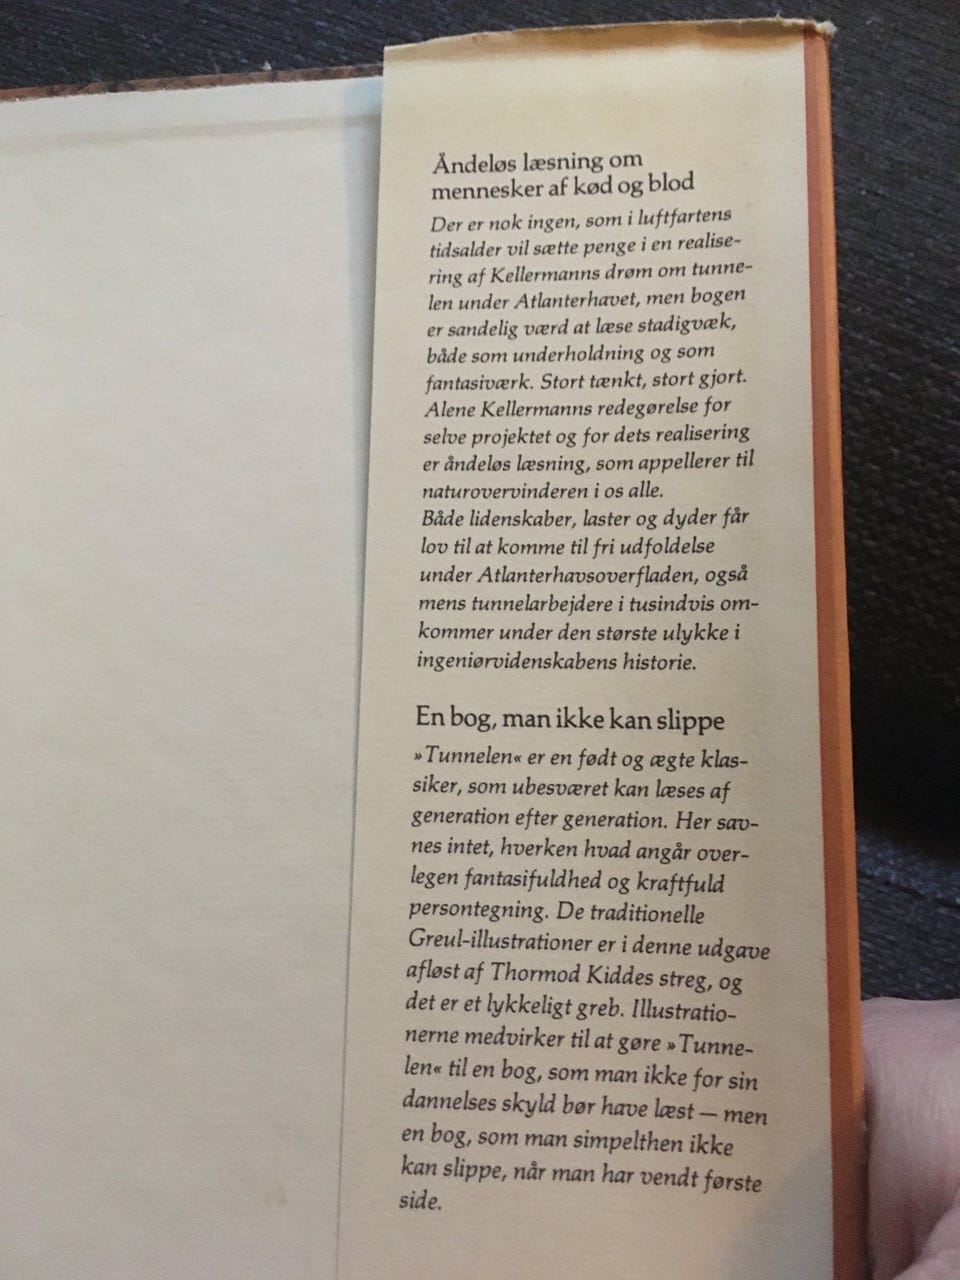 Åndeløs læsning om
mennesker af kød og blod
Der er nok ingen, som i luftfartens
tidsalder vil sætte penge i en realise-
ring af Kellermanns drøm om tunne-
len under Atlanterhavet, men bogen
er sandelig værd at læse stadigvæk,
både som underholdning og som
fantasiværk. Stort tænkt, stort gjort.
Alene Kellermanns redegørelse for
selve projektet og for dets realisering
er åndeløs læsning, som appellerer til
naturovervinderen i os alle.
Både lidenskaber, laster og dyder får
lov til at komme til fri udfoldelse
under Atlanterhavsoverfladen, også
mens tunnelarbejdere i tusindvis om-
kommer under den største ulykke i
ingeniørvidenskabens historie.
En bog, man ikke kan slippe
»Tunnelen« er en født og ægte klas-
siker, som ubesværet kan læses af
generation efter generation. Her sav-
nes intet, hverken hvad angår over-
legen fantasifuldhed og kraftfuld
persontegning. De traditionelle
Greul-illustrationer er i denne udgave
afløst af Thormod Kiddes streg, og
det er et lykkeligt greb. Illustratio-
nerne medvirker til at gøre »Tunne-
len« til en bog, som man ikke for sin
dannelses skyld bør have læst — men
en bog, som man simpelthen ikke
kan slippe, når man har vendt første
side.